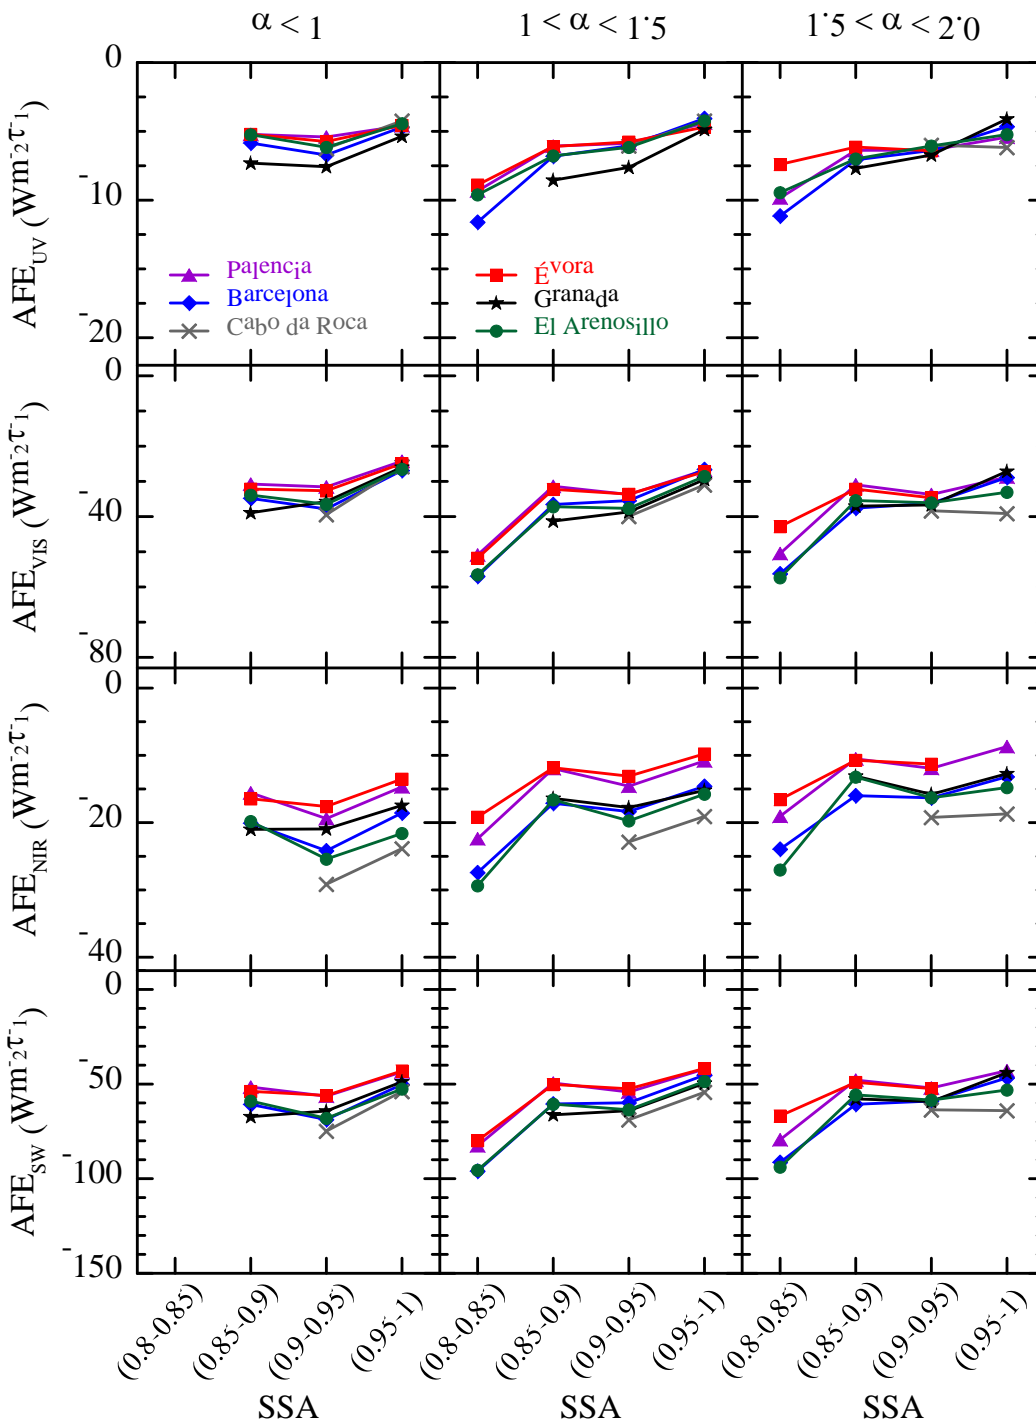 α < 1
1 < α < 1.5
1.5 < α < 2.0
AFE_UV (Wm⁻²τ⁻¹)
0
-10
-20
Palencia
Barcelona
Cabo da Roca
Évora
Granada
El Arenosillo
AFE_VIS (Wm⁻²τ⁻¹)
0
-40
-80
AFE_NIR (Wm⁻²τ⁻¹)
0
-20
-40
AFE_SW (Wm⁻²τ⁻¹)
0
-50
-100
-150
(0.8-0.85)
(0.85-0.9)
(0.9-0.95)
(0.95-1)
(0.8-0.85)
(0.85-0.9)
(0.9-0.95)
(0.95-1)
(0.8-0.85)
(0.85-0.9)
(0.9-0.95)
(0.95-1)
SSA
SSA
SSA